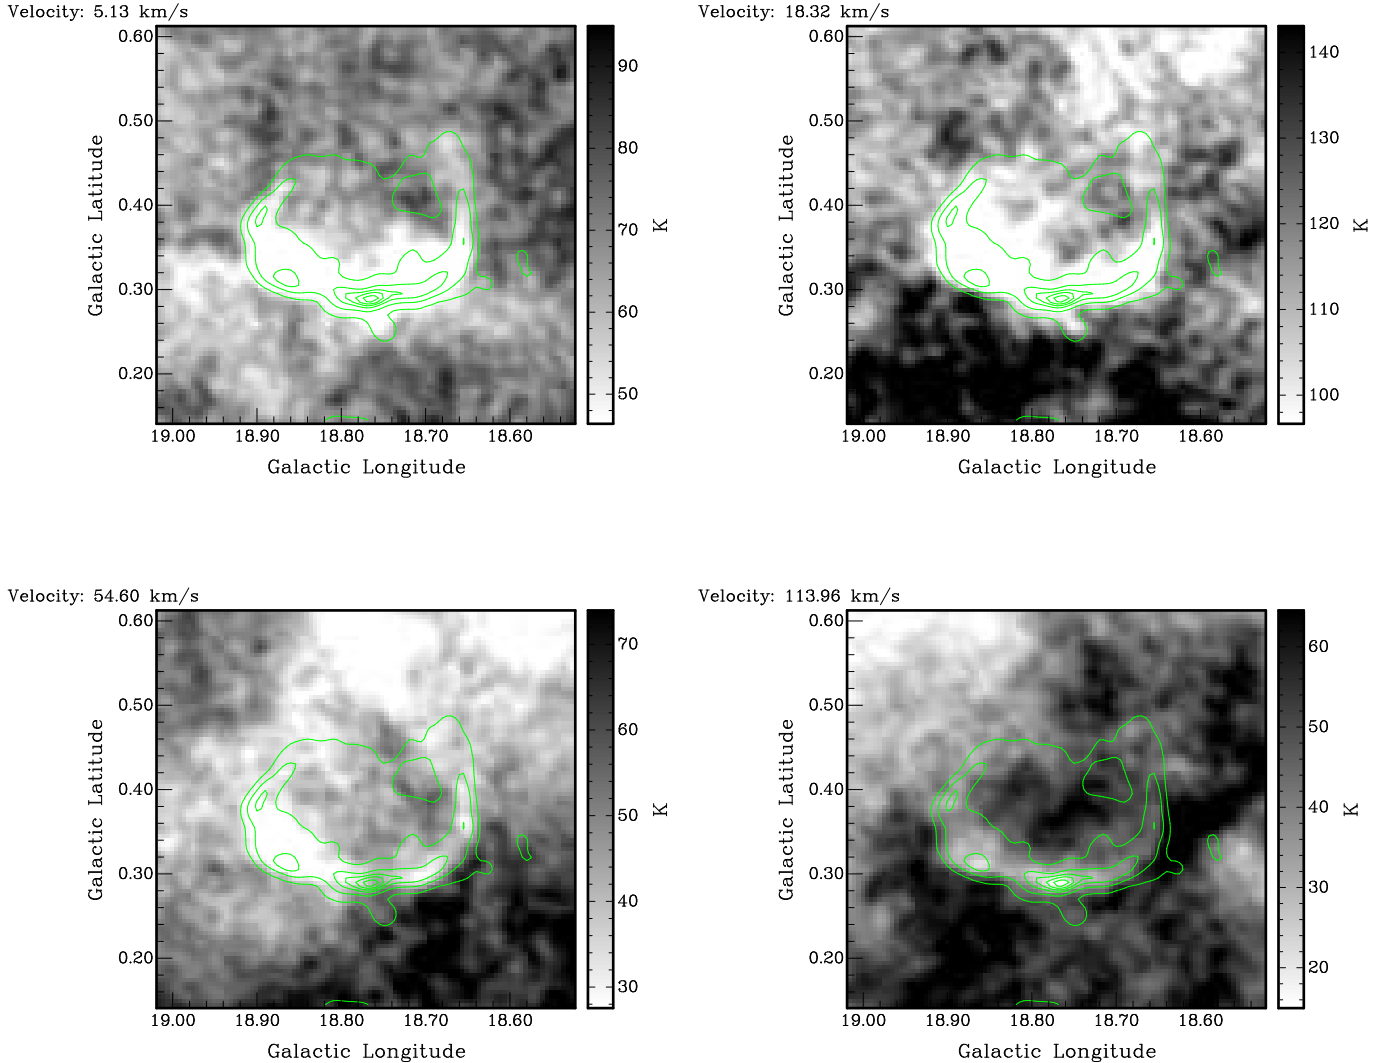 Velocity: 5.13 km/s
0.60
0.50
0.40
0.30
0.20
Galactic Latitude
19.00 18.90 18.80 18.70 18.60
Galactic Longitude
90
80
70
60
50
K
Velocity: 18.32 km/s
0.60
0.50
0.40
0.30
0.20
Galactic Latitude
19.00 18.90 18.80 18.70 18.60
Galactic Longitude
140
130
120
110
100
K
Velocity: 54.60 km/s
0.60
0.50
0.40
0.30
0.20
Galactic Latitude
19.00 18.90 18.80 18.70 18.60
Galactic Longitude
70
60
50
40
30
K
Velocity: 113.96 km/s
0.60
0.50
0.40
0.30
0.20
Galactic Latitude
19.00 18.90 18.80 18.70 18.60
Galactic Longitude
60
50
40
30
20
K